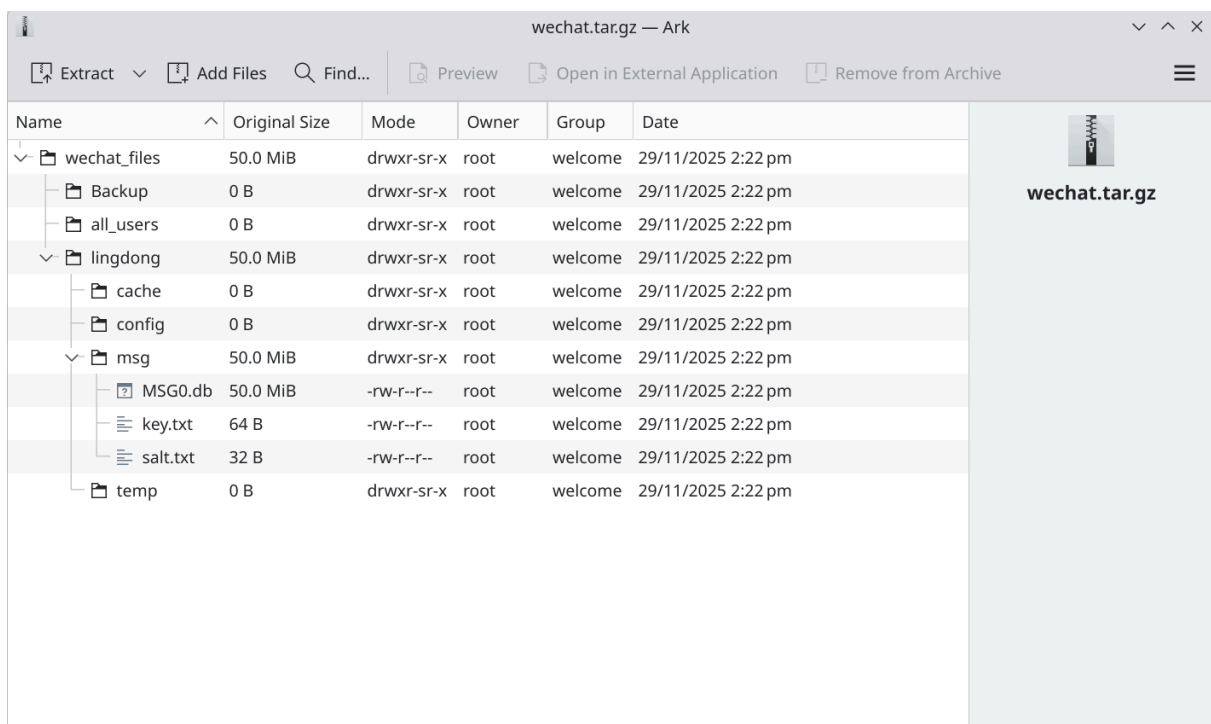 wechat.tar.gz — Ark
Extract Add Files Find... Preview Open in External Application Remove from Archive
Name Original Size Mode Owner Group Date
wechat_files 50.0 MiB drwxr-sr-x root welcome 29/11/2025 2:22 pm
Backup 0 B drwxr-sr-x root welcome 29/11/2025 2:22 pm
all_users 0 B drwxr-sr-x root welcome 29/11/2025 2:22 pm
lingdong 50.0 MiB drwxr-sr-x root welcome 29/11/2025 2:22 pm
cache 0 B drwxr-sr-x root welcome 29/11/2025 2:22 pm
config 0 B drwxr-sr-x root welcome 29/11/2025 2:22 pm
msg 50.0 MiB drwxr-sr-x root welcome 29/11/2025 2:22 pm
MSG0.db 50.0 MiB -rw-r--r-- root welcome 29/11/2025 2:22 pm
key.txt 64 B -rw-r--r-- root welcome 29/11/2025 2:22 pm
salt.txt 32 B -rw-r--r-- root welcome 29/11/2025 2:22 pm
temp 0 B drwxr-sr-x root welcome 29/11/2025 2:22 pm
wechat.tar.gz